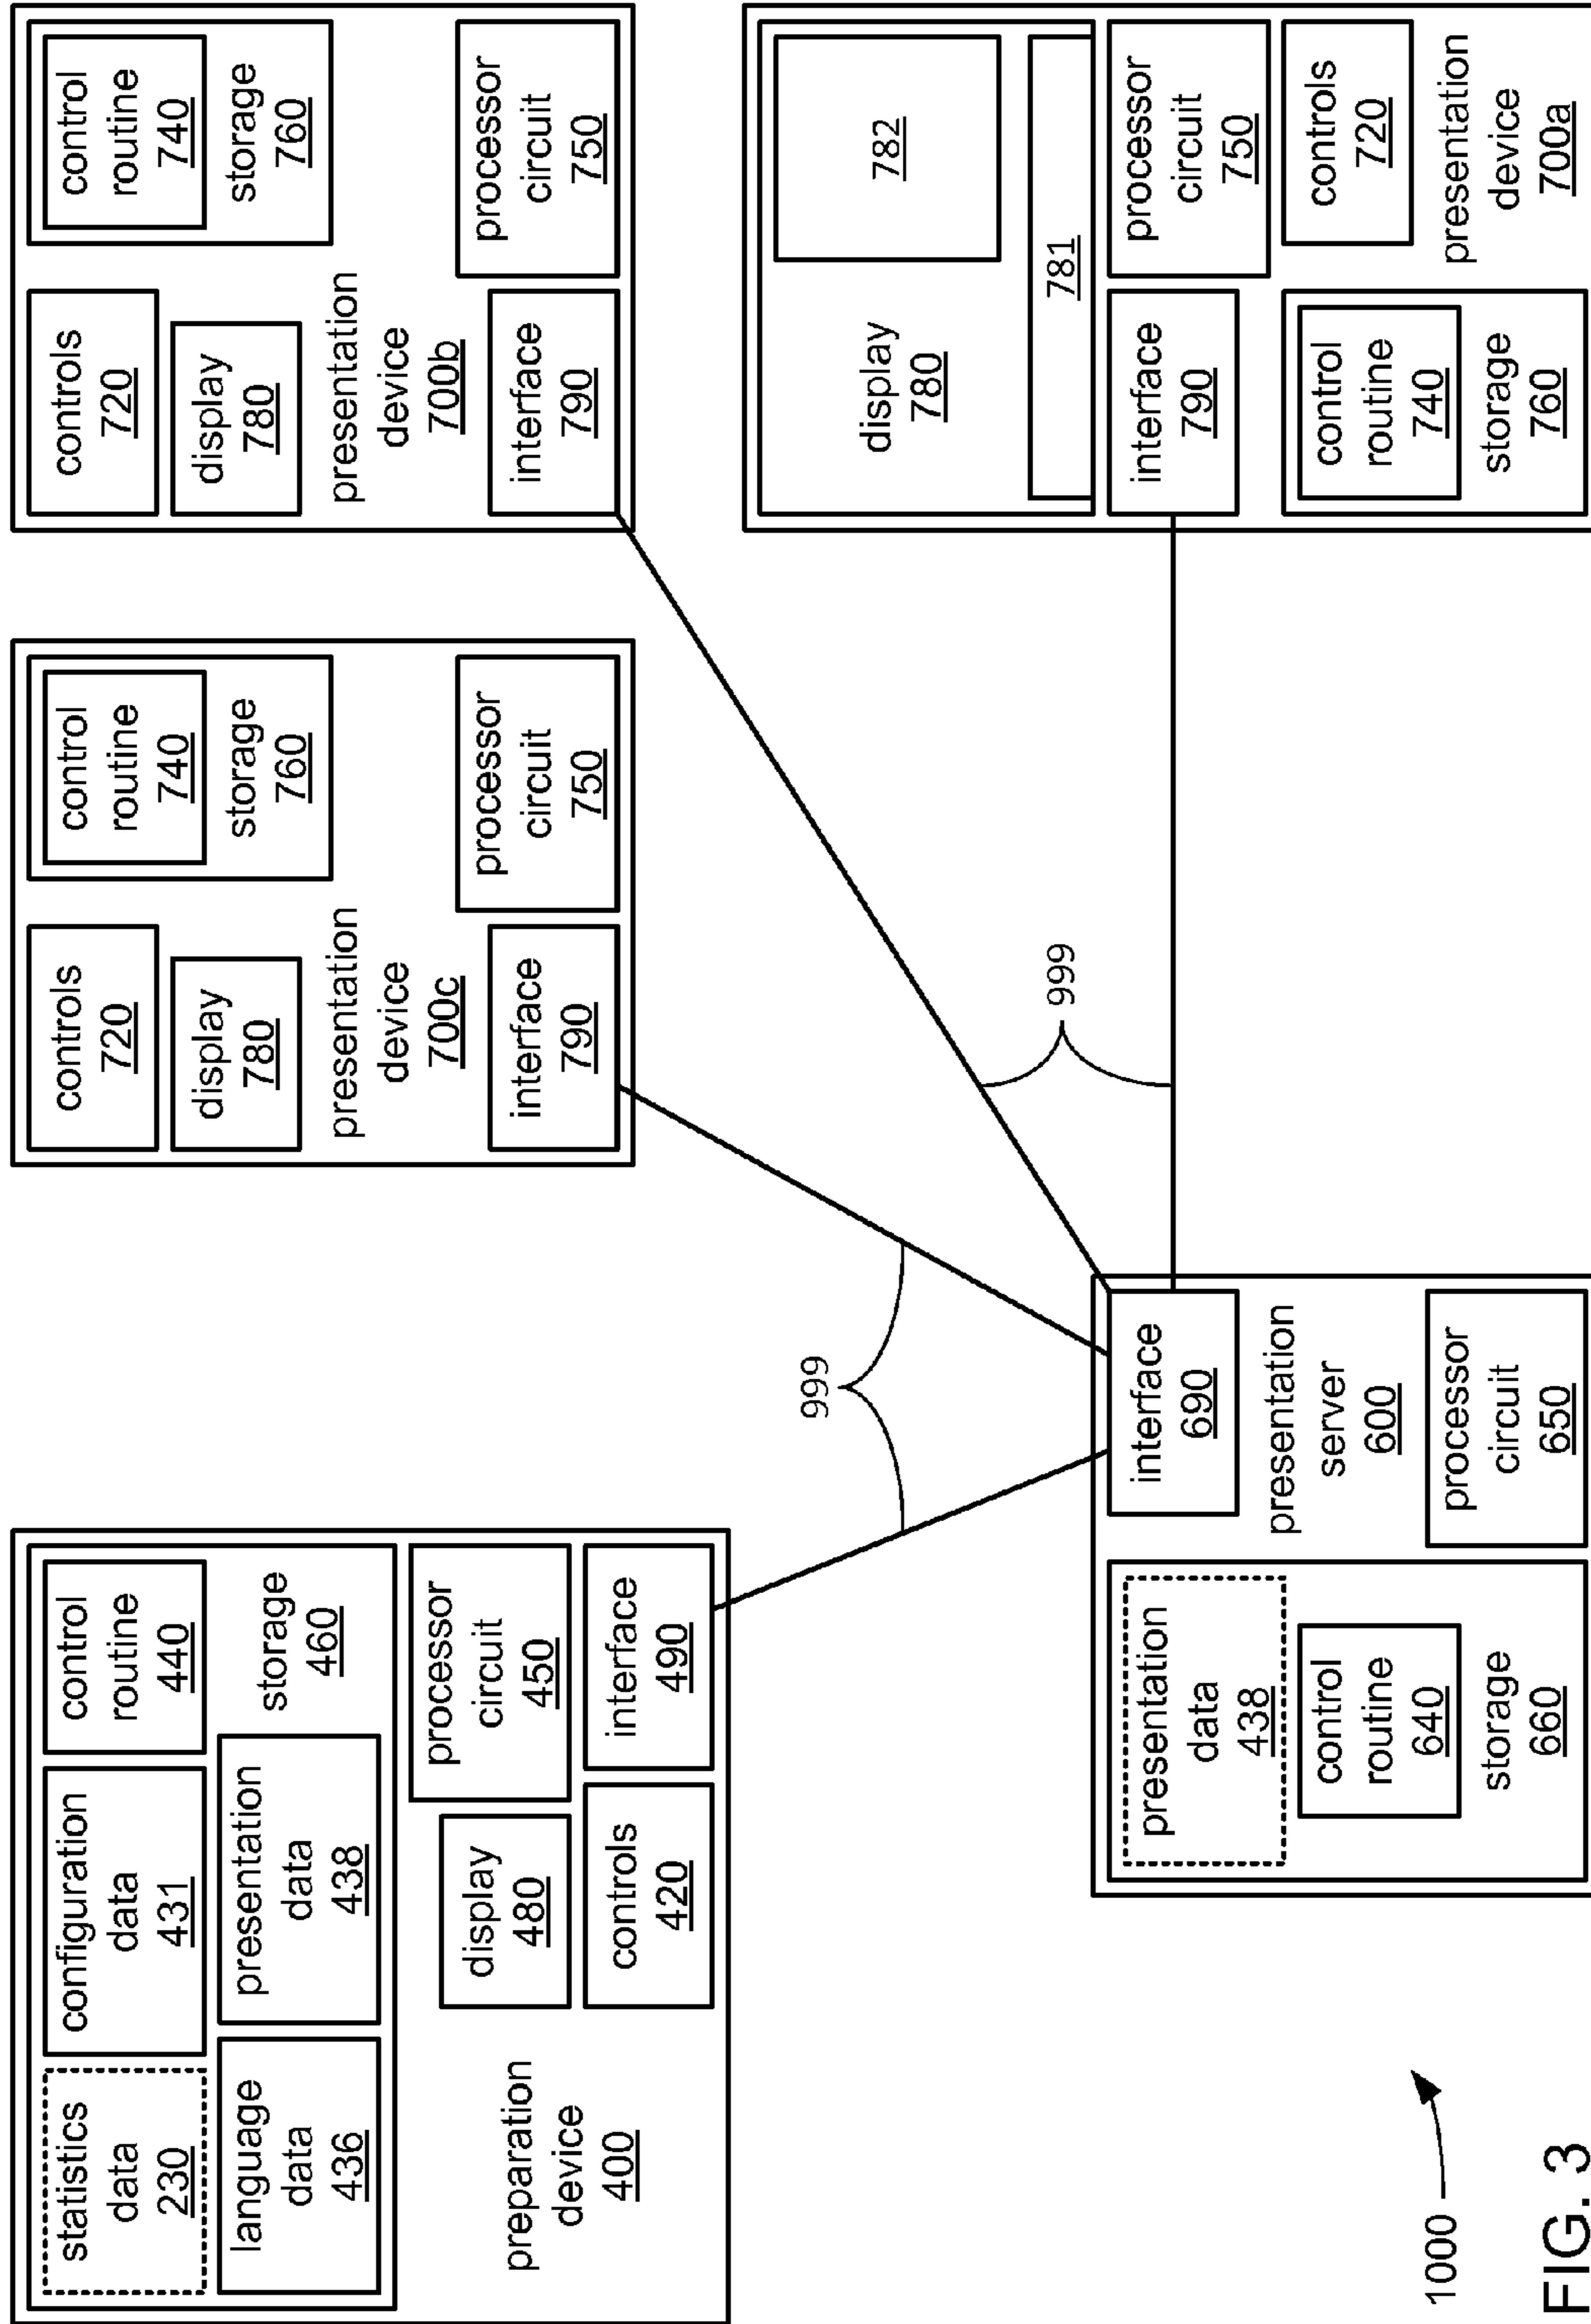 statistics
data
230
configuration
data
431
control
routine
440
language
data
436
presentation
data
438
storage
460
preparation
device
400
display
480
processor
circuit
450
controls
420
interface
490
controls
720
control
routine
740
display
780
storage
760
presentation
device
700c
interface
790
processor
circuit
750
controls
720
control
routine
740
display
780
storage
760
presentation
device
700b
interface
790
processor
circuit
750
999
999
presentation
data
438
control
routine
640
storage
660
interface
690
presentation
server
600
processor
circuit
650
display
780
782
781
interface
790
processor
circuit
750
control
routine
740
storage
760
controls
720
presentation
device
700a
1000
FIG. 3